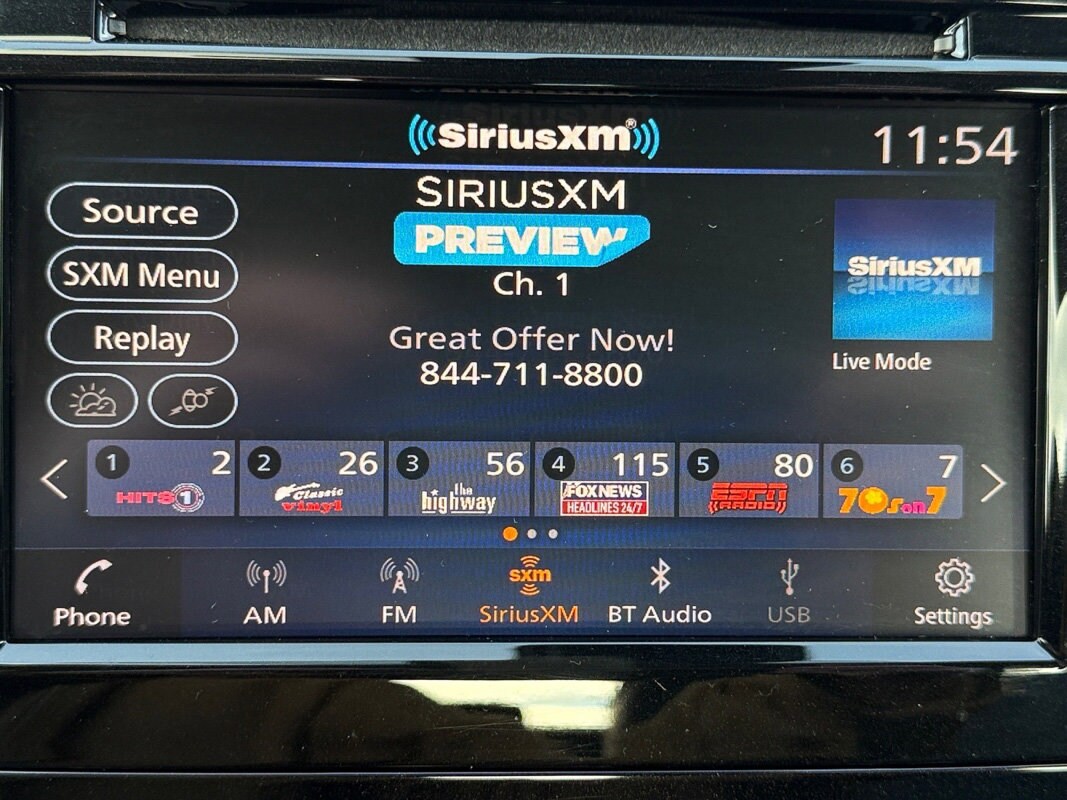 SiriusXM®
11:54
Source
SXM Menu
Replay
SIRIUSXM
PREVIEW
Ch. 1
Great Offer Now!
844-711-8800
SiriusXM
Live Mode
1 2
HITS 1
2 26
Classic
vinyl
3 56
the
highway
4 115
FOX NEWS
HEADLINES 24/7
5 80
ESPN
RADIO
6 7
70s on 7
Phone
AM
FM
sxm
SiriusXM
BT Audio
USB
Settings